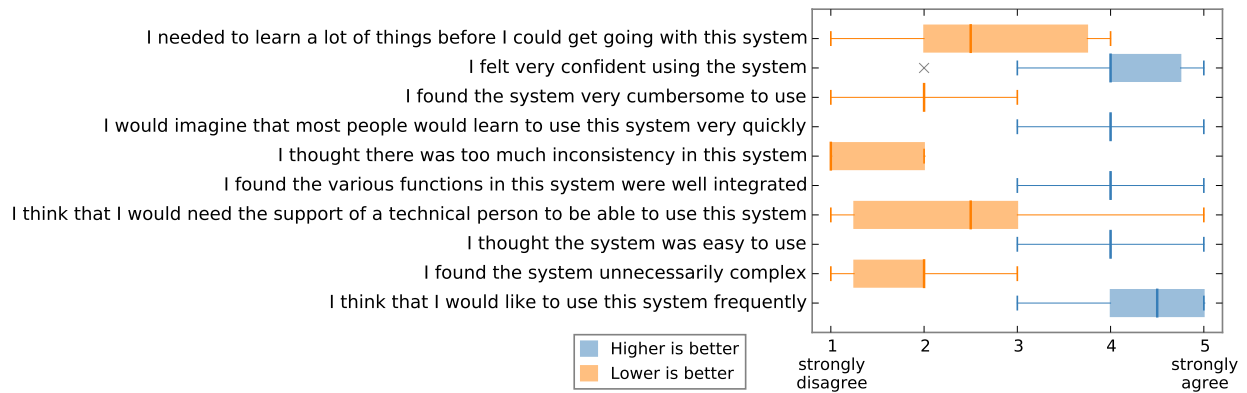 I needed to learn a lot of things before I could get going with this system
I felt very confident using the system
I found the system very cumbersome to use
I would imagine that most people would learn to use this system very quickly
I thought there was too much inconsistency in this system
I found the various functions in this system were well integrated
I think that I would need the support of a technical person to be able to use this system
I thought the system was easy to use
I found the system unnecessarily complex
I think that I would like to use this system frequently
1 2 3 4 5
strongly disagree
strongly agree
Higher is better
Lower is better